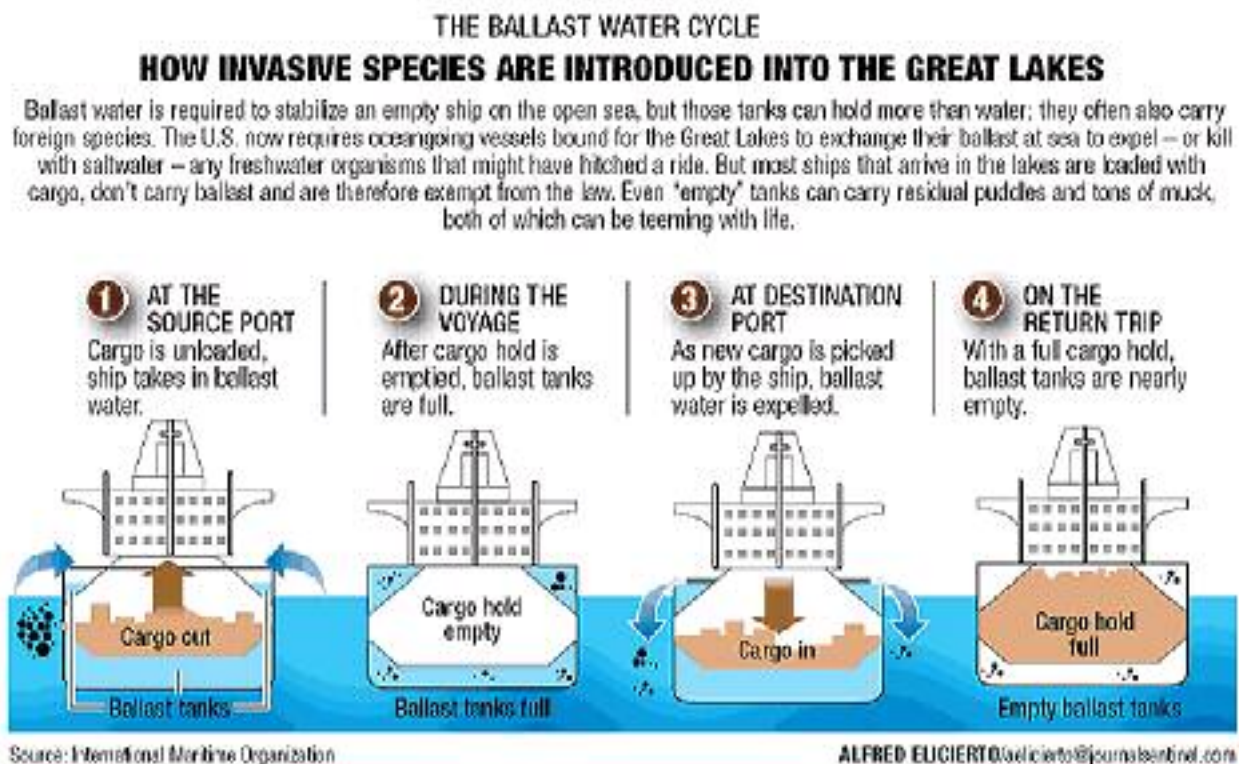 THE BALLAST WATER CYCLE
HOW INVASIVE SPECIES ARE INTRODUCED INTO THE GREAT LAKES
Ballast water is required to stabilize an empty ship on the open sea, but those tanks can hold more than water; they often also carry
foreign species. The U.S. now requires oceangoing vessels bound for the Great Lakes to exchange their ballast at sea to expel – or kill
with saltwater – any freshwater organisms that might have hitched a ride. But most ships that arrive in the lakes are loaded with
cargo, don't carry ballast and are therefore exempt from the law. Even "empty" tanks can carry residual puddles and tons of muck,
both of which can be teeming with life.
1 AT THE
SOURCE PORT
Cargo is unloaded,
ship takes in ballast
water.
2 DURING THE
VOYAGE
After cargo hold is
emptied, ballast tanks
are full.
3 AT DESTINATION
PORT
As new cargo is picked
up by the ship, ballast
water is expelled.
4 ON THE
RETURN TRIP
With a full cargo hold,
ballast tanks are nearly
empty.
Cargo out
Ballast tanks
Cargo hold
empty
Ballast tanks full
Cargo in
Cargo hold
full
Empty ballast tanks
Source: International Maritime Organization
ALFRED ELICIERTO/aelicierto@journalsentinel.com